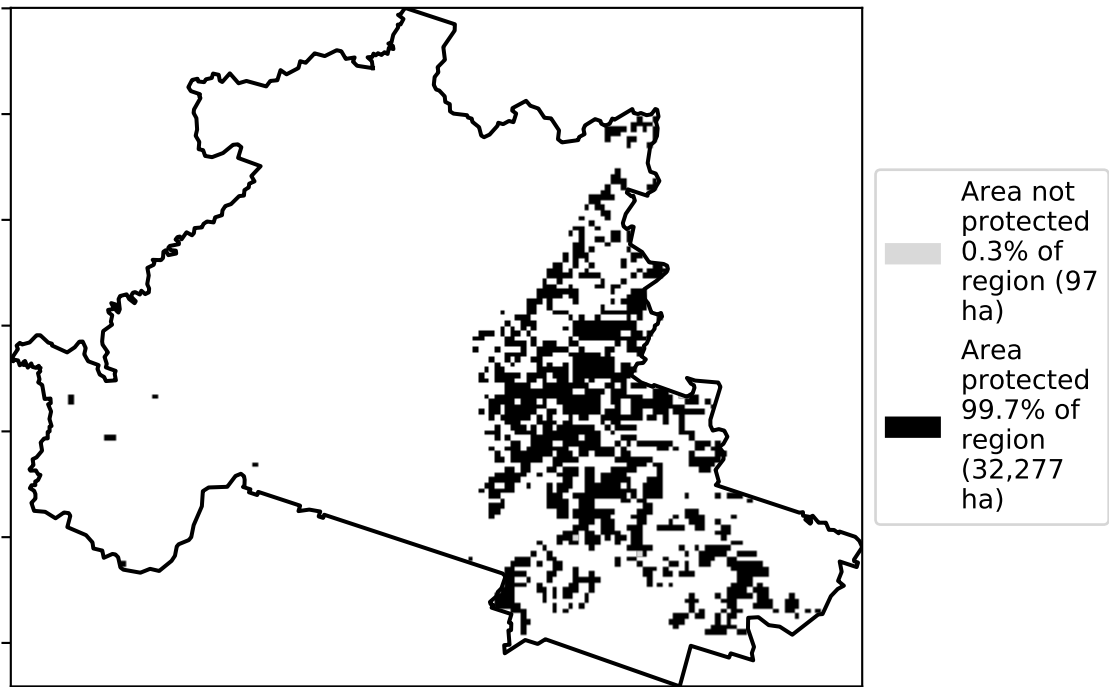 Area not
protected
0.3% of
region (97
ha)
Area
protected
99.7% of
region
(32,277
ha)